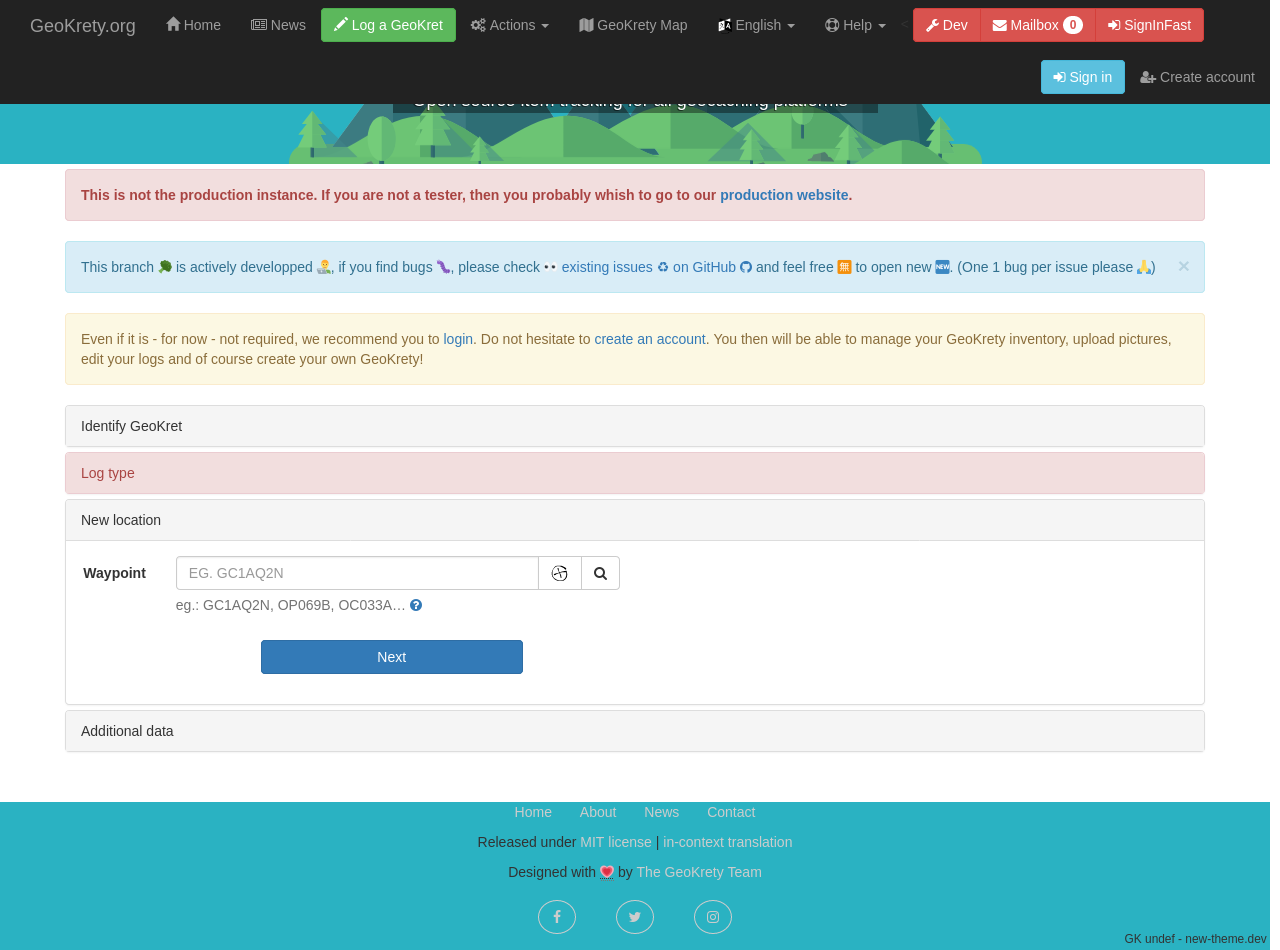 GeoKrety.org Home News Log a GeoKret Actions GeoKrety Map English Help < Dev Mailbox 0 SignInFast
Sign in Create account
Open source item tracking for all geocaching platforms
This is not the production instance. If you are not a tester, then you probably whish to go to our production website.
This branch 🥦 is actively developped 👨‍💻, if you find bugs 🐛, please check 👀 existing issues ♻ on GitHub and feel free 🈚 to open new 🆕. (One 1 bug per issue please 🙏) ×
Even if it is - for now - not required, we recommend you to login. Do not hesitate to create an account. You then will be able to manage your GeoKrety inventory, upload pictures,
edit your logs and of course create your own GeoKrety!
Identify GeoKret
Log type
New location
Waypoint EG. GC1AQ2N
eg.: GC1AQ2N, OP069B, OC033A…
Next
Additional data
Home About News Contact
Released under MIT license | in-context translation
Designed with 💗 by The GeoKrety Team
GK undef - new-theme.dev